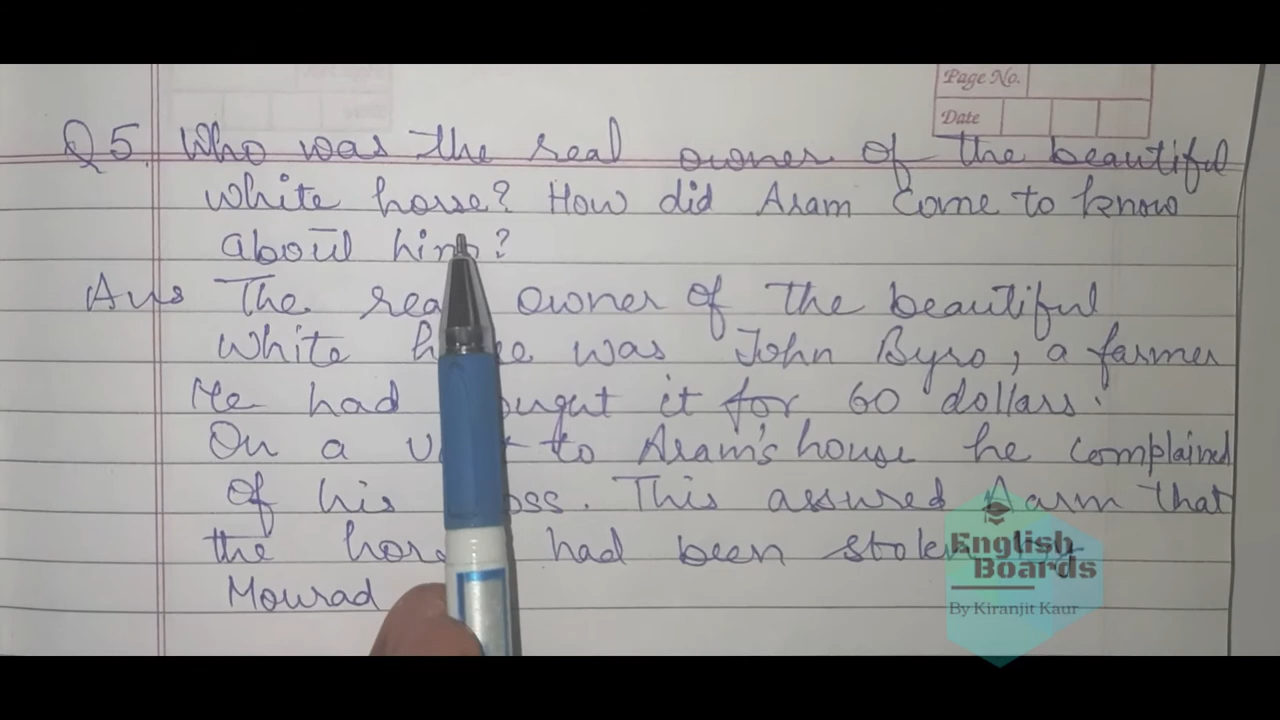 Page No.
Date
Q5. Who was the real owner of the beautiful
white horse? How did Aram come to know
about him?
Ans The real owner of the beautiful
white was John Byro, a farmer
He had it for 60 dollars.
On a to Aram's house he complained
of his loss. This assured Aarm that
the had been stolen
Mourad
English
Boards
By Kiranjit Kaur